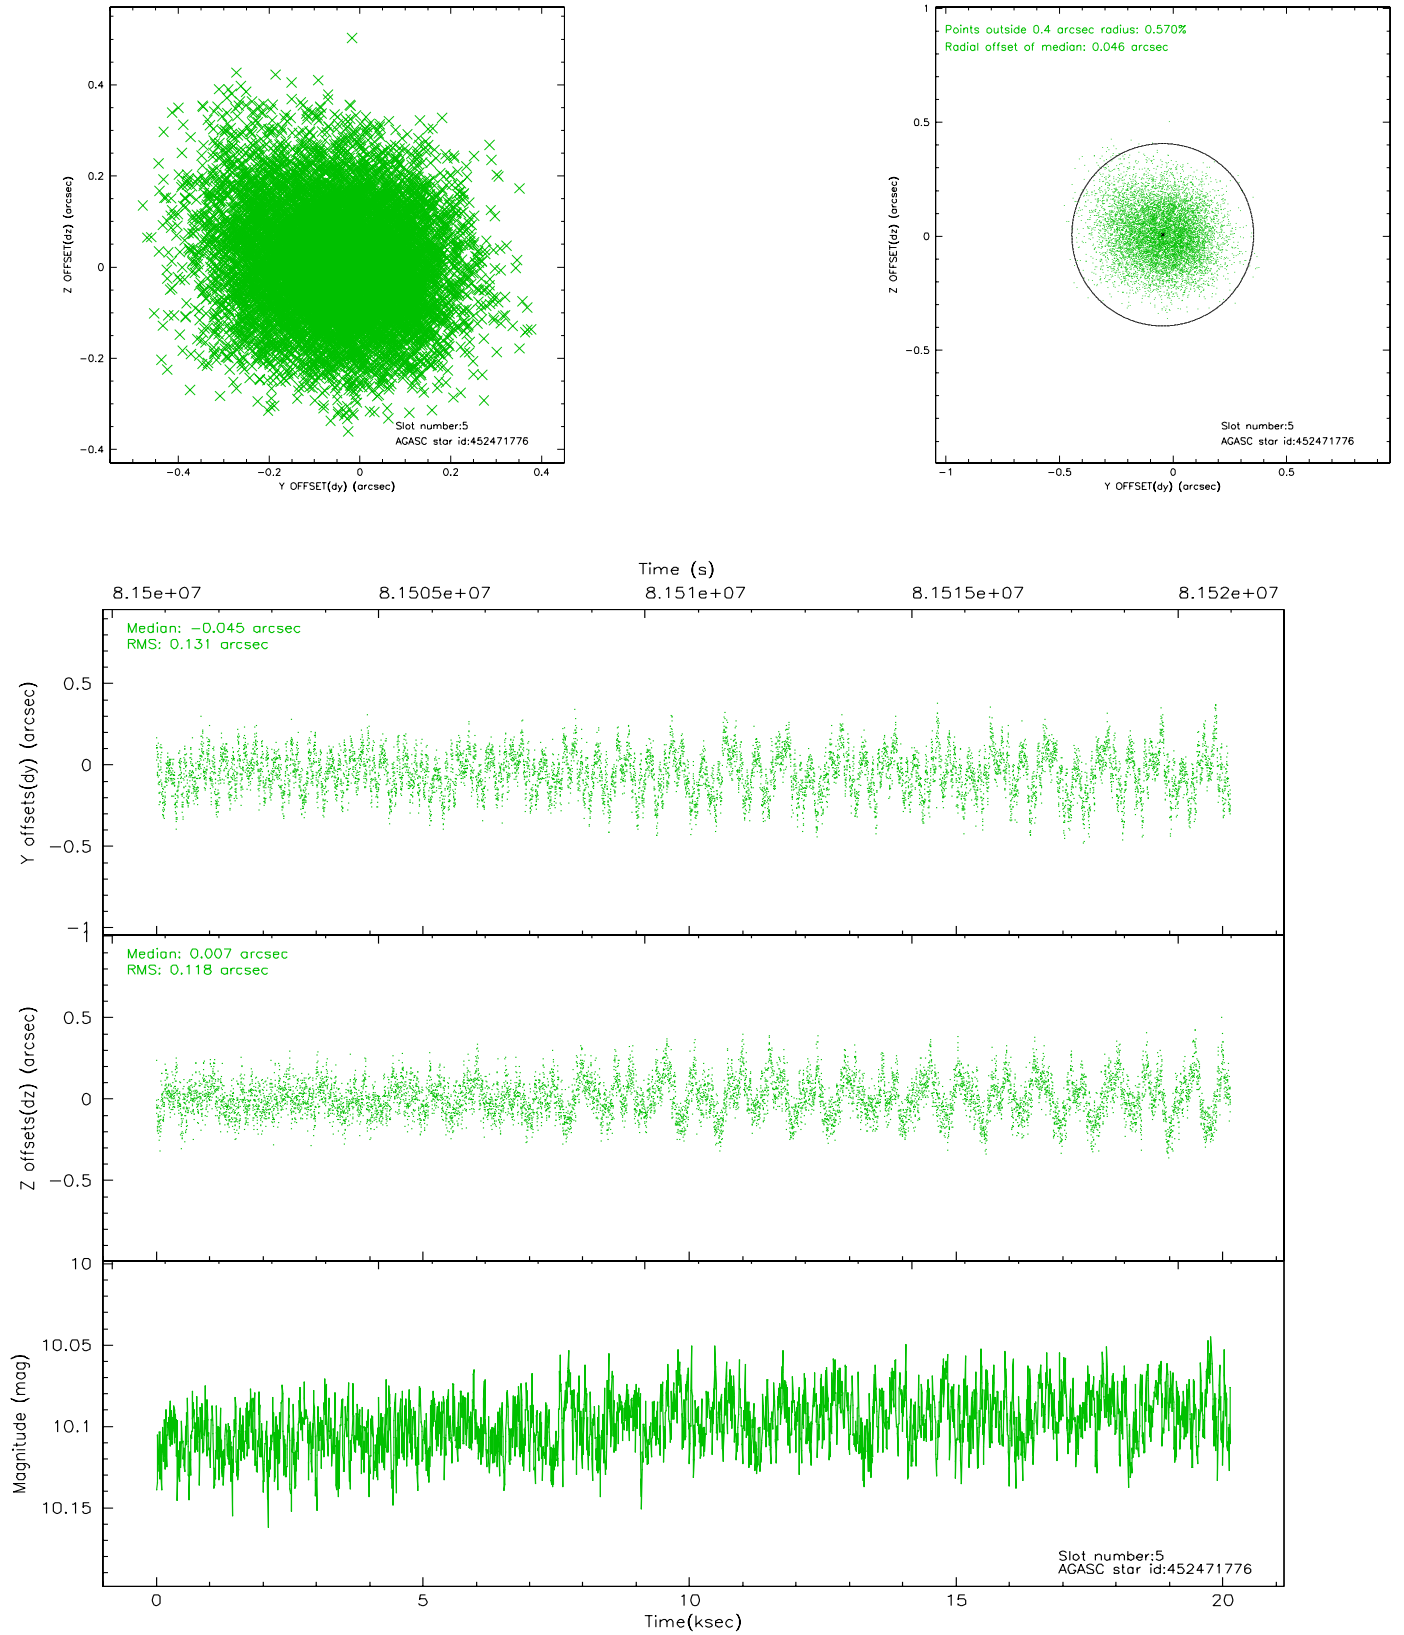 Z OFFSET(dz) (arcsec)
0.4
0.2
0
−0.2
−0.4
−0.4
−0.2
0
0.2
0.4
Y OFFSET(dy) (arcsec)
Slot number:5
AGASC star id:452471776
Points outside 0.4 arcsec radius: 0.570%
Radial offset of median: 0.046 arcsec
Z OFFSET(dz) (arcsec)
1
0.5
0
−0.5
−1
−0.5
0
0.5
Y OFFSET(dy) (arcsec)
Slot number:5
AGASC star id:452471776
Time (s)
8.15e+07
8.1505e+07
8.151e+07
8.1515e+07
8.152e+07
Median: −0.045 arcsec
RMS: 0.131 arcsec
Y offsets(dy) (arcsec)
0.5
0
−0.5
−1
Median: 0.007 arcsec
RMS: 0.118 arcsec
Z offsets(dz) (arcsec)
1
0.5
0
−0.5
Magnitude (mag)
10
10.05
10.1
10.15
Slot number:5
AGASC star id:452471776
0
5
10
15
20
Time(ksec)